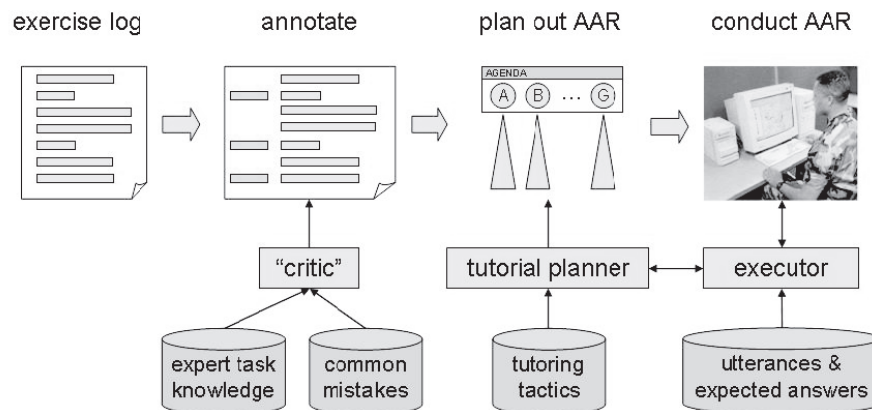 exercise log
annotate
plan out AAR
conduct AAR
AGENDA
A B ... G
"critic"
tutorial planner
executor
expert task
knowledge
common
mistakes
tutoring
tactics
utterances &
expected answers